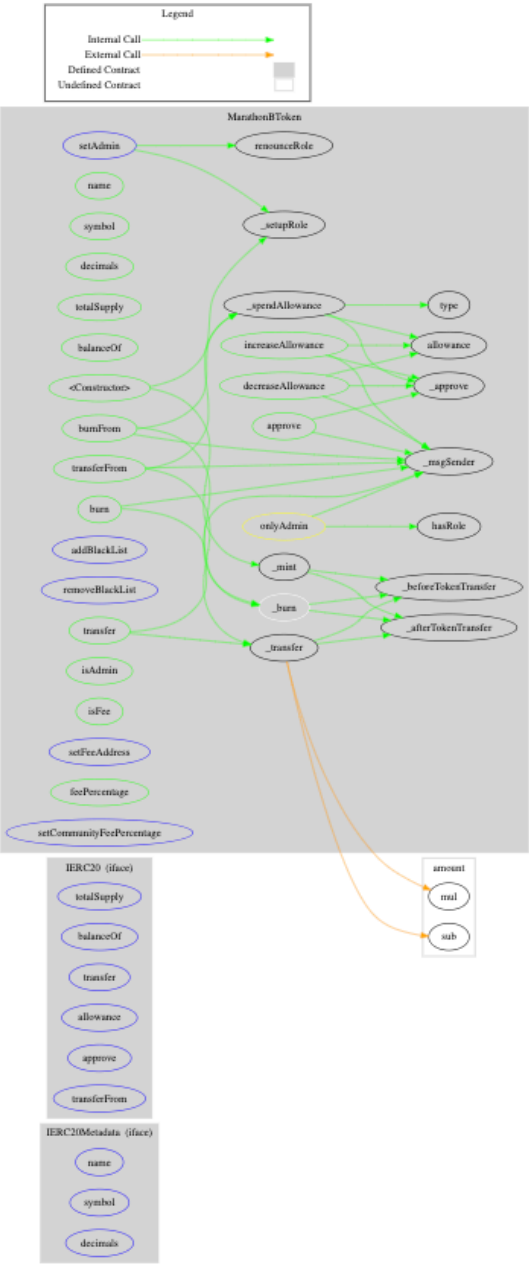 Legend
Internal Call
External Call
Defined Contract
Undefined Contract
MarathonBToken
setAdmin
renounceRole
name
symbol
_setupRole
decimals
totalSupply
_spendAllowance
type
balanceOf
increaseAllowance
allowance
<Constructor>
decreaseAllowance
_approve
burnFrom
approve
transferFrom
_msgSender
burn
onlyAdmin
hasRole
addBlackList
_mint
removeBlackList
_beforeTokenTransfer
_burn
transfer
_afterTokenTransfer
_transfer
isAdmin
isFee
setFeeAddress
feePercentage
setCommunityFeePercentage
IERC20 (iface)
amount
totalSupply
mul
balanceOf
sub
transfer
allowance
approve
transferFrom
IERC20Metadata (iface)
name
symbol
decimals